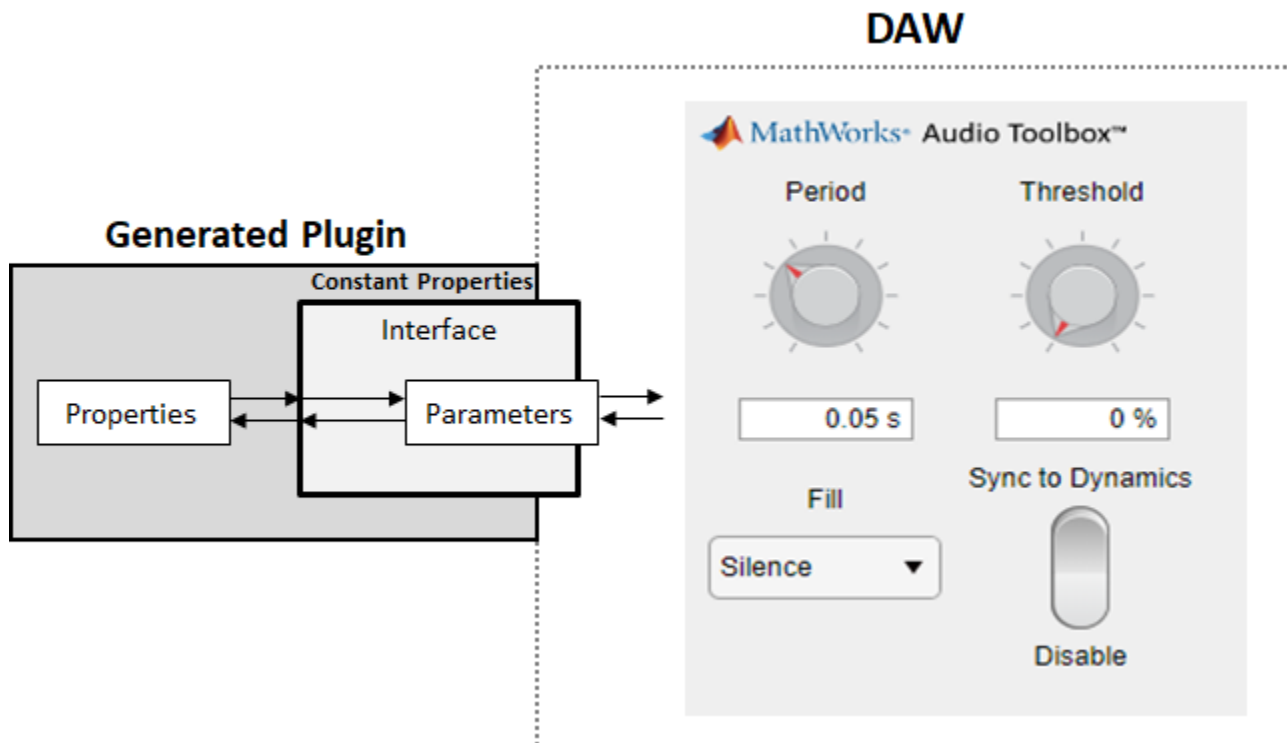 DAW
MathWorks® Audio Toolbox™
Period Threshold
Generated Plugin
Constant Properties
Interface
Properties
Parameters
0.05 s 0 %
Sync to Dynamics
Fill
Silence
Disable